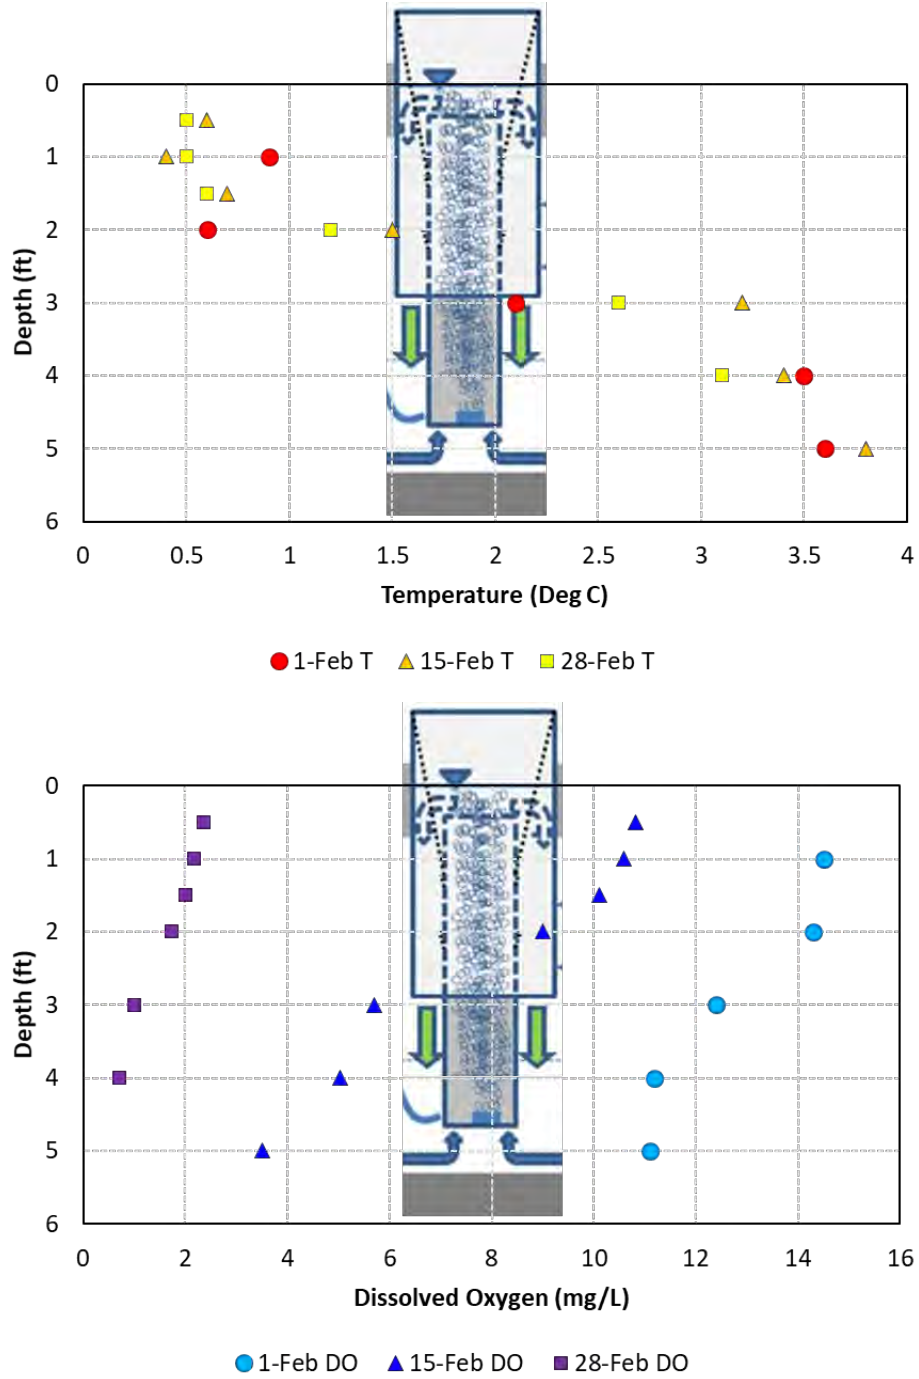 0
1
2
3
4
5
6
Depth (ft)
0 0.5 1 1.5 2 2.5 3 3.5 4
Temperature (Deg C)
1-Feb T 15-Feb T 28-Feb T
0
1
2
3
4
5
6
Depth (ft)
0 2 4 6 8 10 12 14 16
Dissolved Oxygen (mg/L)
1-Feb DO 15-Feb DO 28-Feb DO